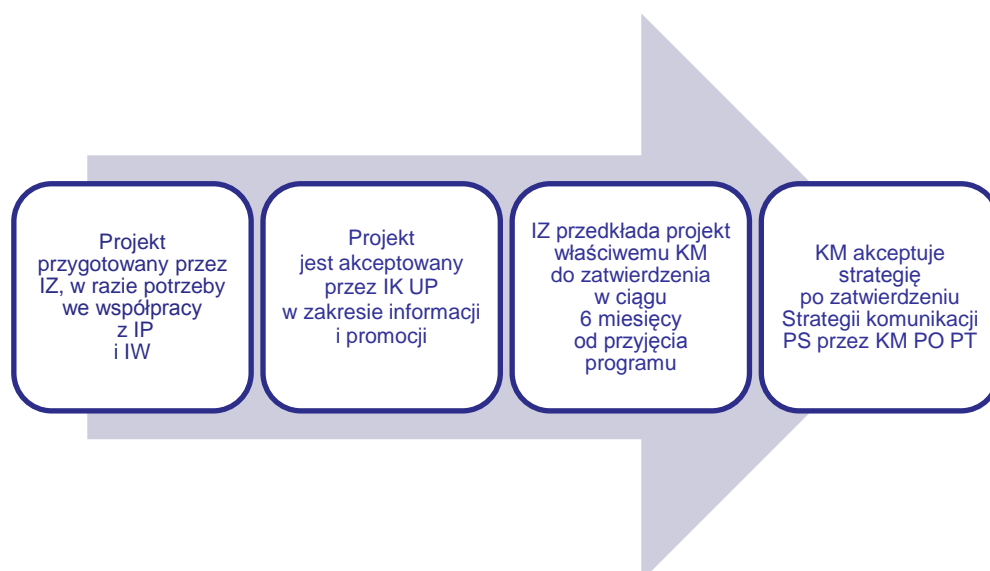 Projekt
przygotowany przez
IZ, w razie potrzeby
we współpracy
z IP
i IW
Projekt
jest akceptowany
przez IK UP
w zakresie informacji
i promocji
IZ przedkłada projekt
właściwemu KM
do zatwierdzenia
w ciągu
6 miesięcy
od przyjęcia
programu
KM akceptuje
strategię
po zatwierdzeniu
Strategii komunikacji
PS przez KM PO PT